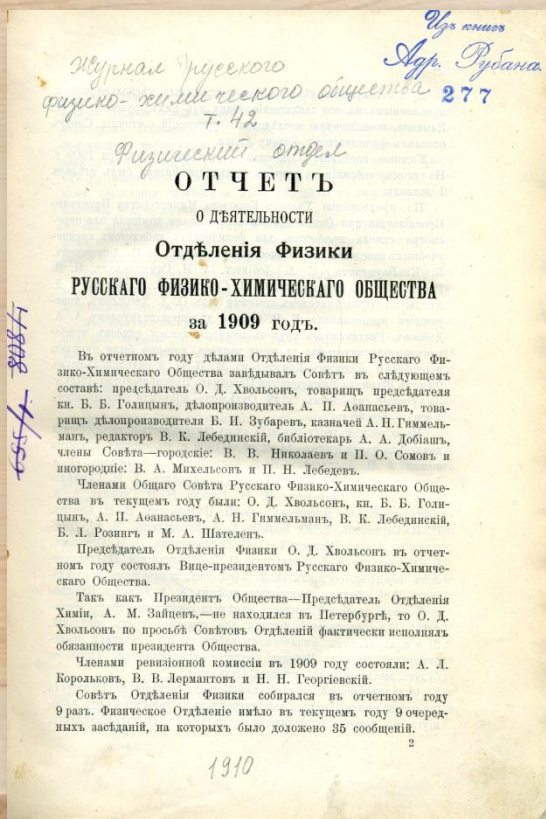 Изъ книгъ
Адр. Рубана.
277
Журнал русского
физико-химического общества
т. 42
Физический отдел
ОТЧЕТЪ
О ДѢЯТЕЛЬНОСТИ
Отдѣленія Физики
РУССКАГО ФИЗИКО-ХИМИЧЕСКАГО ОБЩЕСТВА
за 1909 годъ.
Въ отчетномъ году дѣлами Отдѣленія Физики Русскаго Фи-
зико-Химическаго Общества завѣдывалъ Совѣтъ въ слѣдующемъ
составѣ: предсѣдатель О. Д. Хвольсонъ, товарищъ предсѣдателя
кн. Б. Б. Голицынъ, дѣлопроизводитель А. П. Аѳанасьевъ, това-
рищъ дѣлопроизводителя Б. И. Зубаревъ, казначей А. Н. Гиммель-
манъ, редакторъ В. К. Лебединскій, библіотекарь А. А. Добіашъ,
члены Совѣта—городскіе: В. В. Николаевъ и П. О. Сомовъ и
иногородніе: В. А. Михельсонъ и П. Н. Лебедевъ.
Членами Общаго Совѣта Русскаго Физико-Химическаго Обще-
ства въ текущемъ году были: О. Д. Хвольсонъ, кн. Б. Б. Голи-
цынъ, А. П. Аѳанасьевъ, А. Н. Гиммельманъ, В. К. Лебединскій,
Б. Л. Розингъ и М. А. Шателенъ.
Предсѣдатель Отдѣленія Физики О. Д. Хвольсонъ въ отчет-
номъ году состоялъ Вице-президентомъ Русскаго Физико-Химиче-
скаго Общества.
Такъ какъ Президентъ Общества—Предсѣдатель Отдѣленія
Химіи, А. М. Зайцевъ,—не находился въ Петербургѣ, то О. Д.
Хвольсонъ по просьбѣ Совѣтовъ Отдѣленій фактически исполнялъ
обязанности президента Общества.
Членами ревизіонной комиссіи въ 1909 году состояли: А. Л.
Корольковъ, В. В. Лермантовъ и Н. Н. Георгіевскій.
Совѣтъ Отдѣленія Физики собирался въ отчетномъ году
9 разъ. Физическое Отдѣленіе имѣло въ текущемъ году 9 очеред-
ныхъ засѣданій, на которыхъ было доложено 35 сообщеній.
2
1910